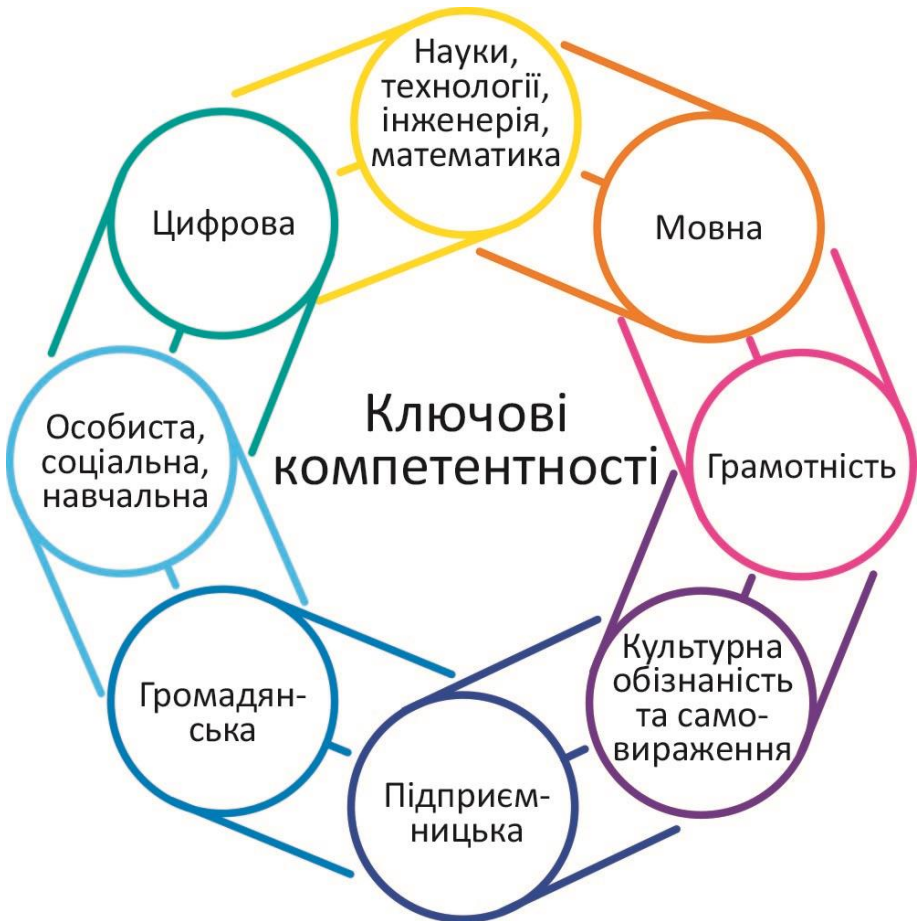 Науки,
технології,
інженерія,
математика
Мовна
Грамотність
Культурна
обізнаність
та само-
вираження
Підприєм-
ницька
Громадян-
ська
Особиста,
соціальна,
навчальна
Цифрова
Ключові
компетентності